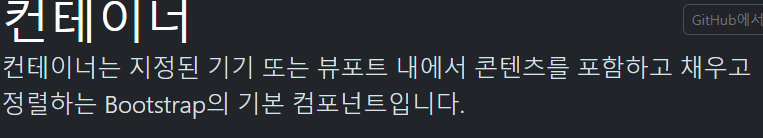 컨테이너
GitHub에서
컨테이너는 지정된 기기 또는 뷰포트 내에서 콘텐츠를 포함하고 채우고
정렬하는 Bootstrap의 기본 컴포넌트입니다.